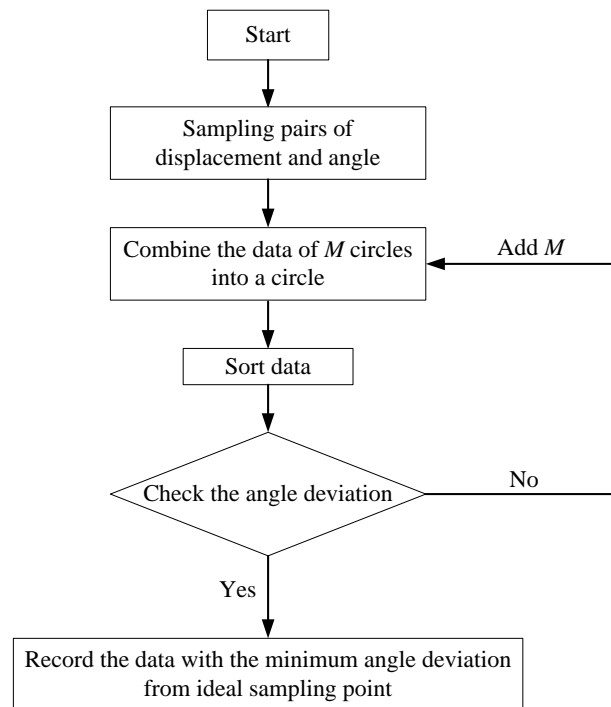 Start
Sampling pairs of
displacement and angle
Combine the data of M circles
into a circle
Add M
Sort data
Check the angle deviation
No
Yes
Record the data with the minimum angle deviation
from ideal sampling point